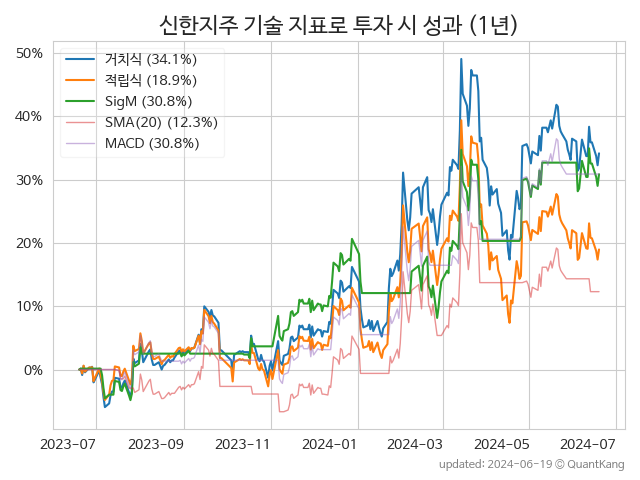 신한지주 기술 지표로 투자 시 성과 (1년)
거치식 (34.1%)
적립식 (18.9%)
SigM (30.8%)
SMA(20) (12.3%)
MACD (30.8%)
50%
40%
30%
20%
10%
0%
2023-07 2023-09 2023-11 2024-01 2024-03 2024-05 2024-07
updated: 2024-06-19 © QuantKang